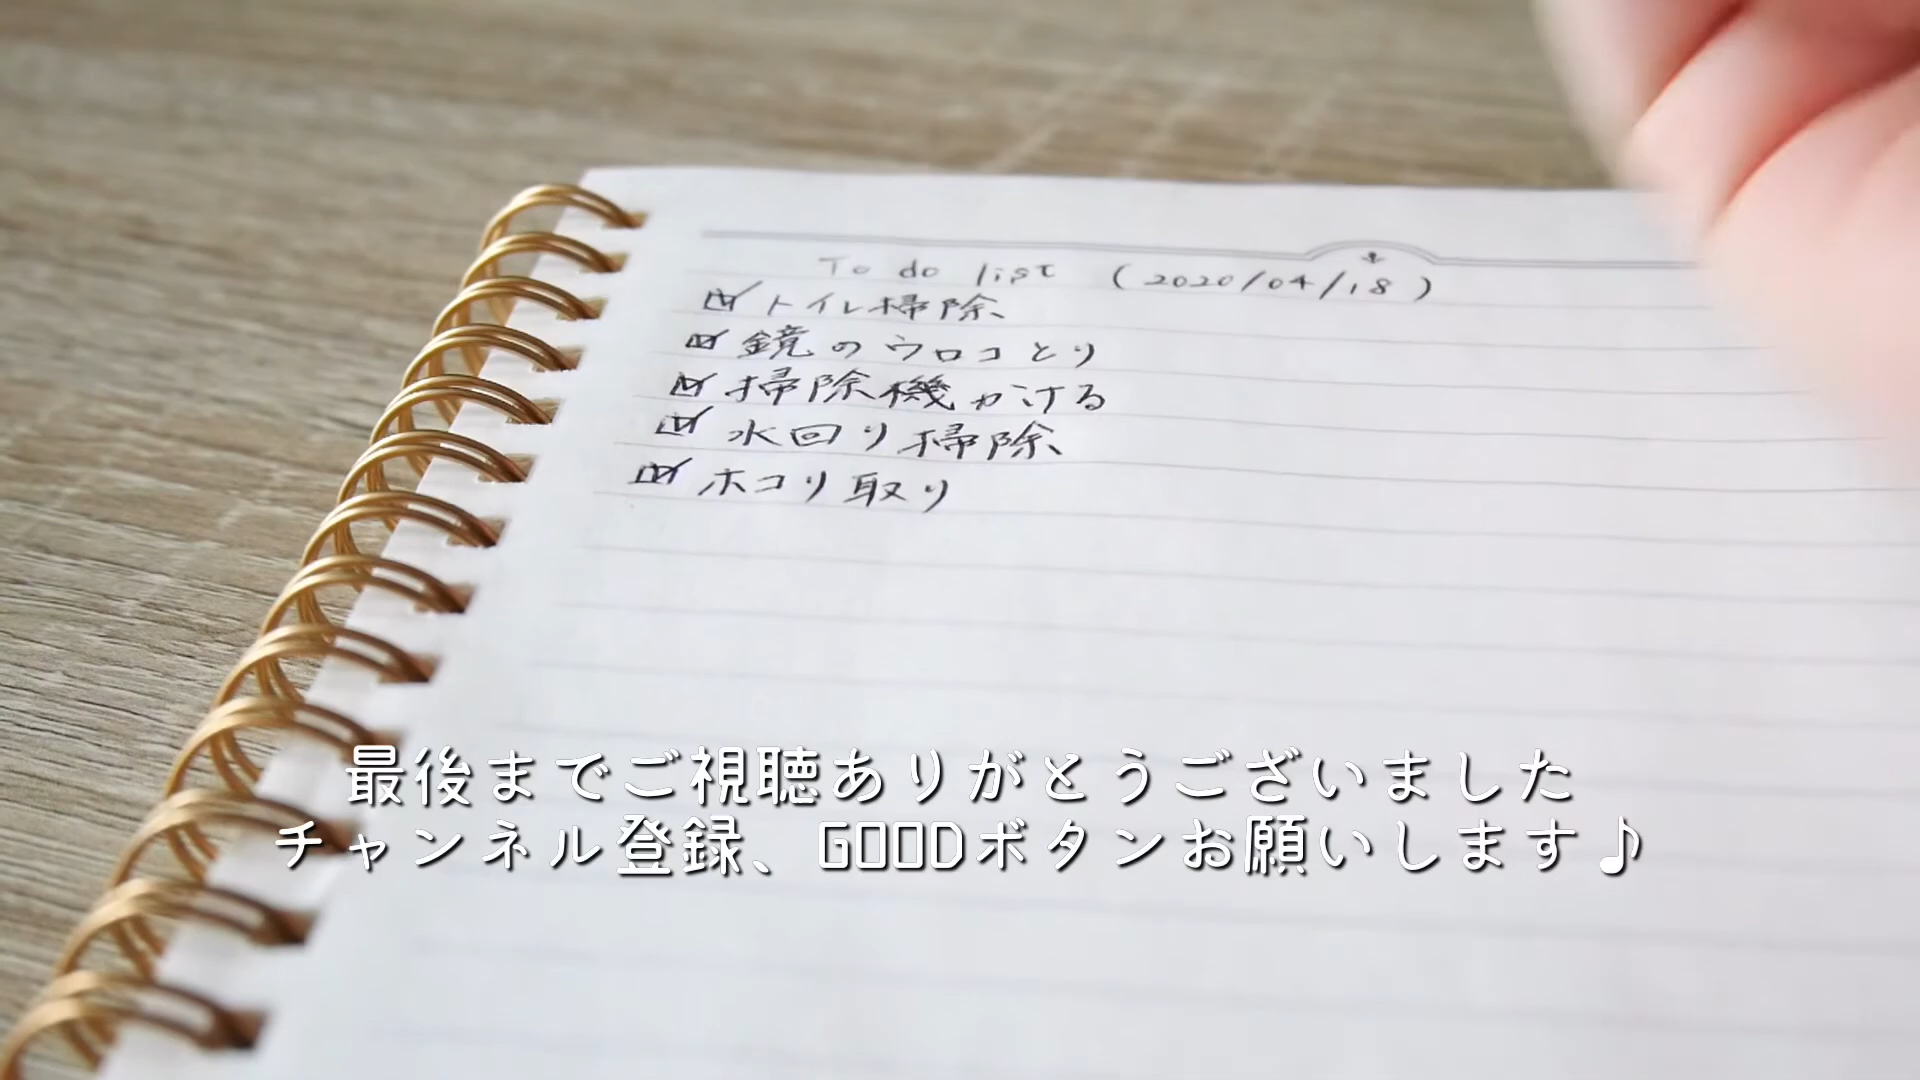 To do list (2020/04/18)
☑トイレ掃除
☑鏡のウロコとり
☑掃除機かける
☑水回り掃除
☑ホコリ取り
最後までご視聴ありがとうございました
チャンネル登録、GOODボタンお願いします♪